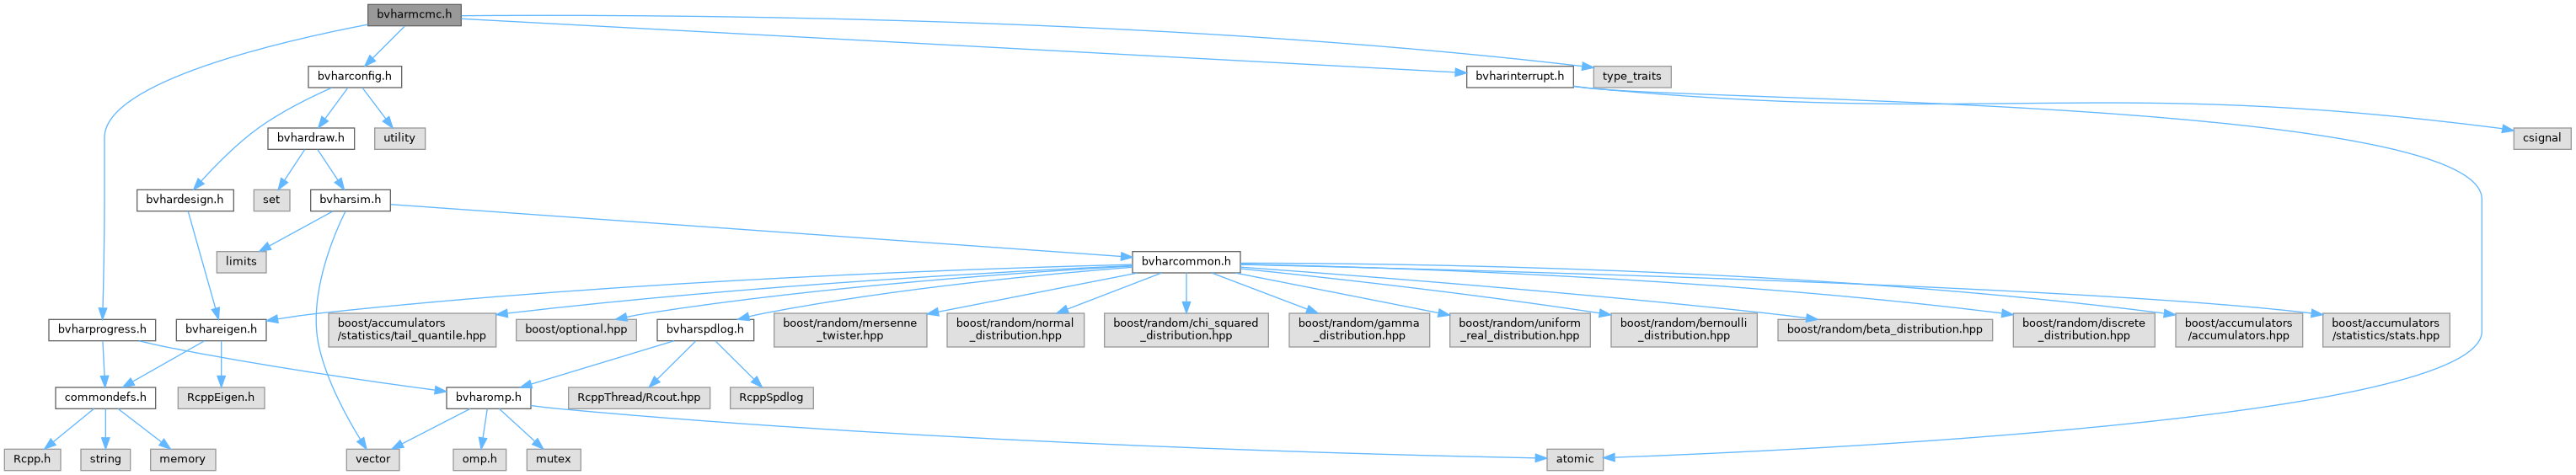 bvharmcmc.h
bvharconfig.h
bvharinterrupt.h
type_traits
bvhardraw.h
utility
csignal
bvhardesign.h
set
bvharsim.h
limits
bvharcommon.h
bvharprogress.h
bvhareigen.h
boost/accumulators
/statistics/tail_quantile.hpp
boost/optional.hpp
bvharspdlog.h
boost/random/mersenne
_twister.hpp
boost/random/normal
_distribution.hpp
boost/random/chi_squared
_distribution.hpp
boost/random/gamma
_distribution.hpp
boost/random/uniform
_real_distribution.hpp
boost/random/bernoulli
_distribution.hpp
boost/random/beta_distribution.hpp
boost/random/discrete
_distribution.hpp
boost/accumulators
/accumulators.hpp
boost/accumulators
/statistics/stats.hpp
commondefs.h
RcppEigen.h
bvharomp.h
RcppThread/Rcout.hpp
RcppSpdlog
Rcpp.h
string
memory
vector
omp.h
mutex
atomic